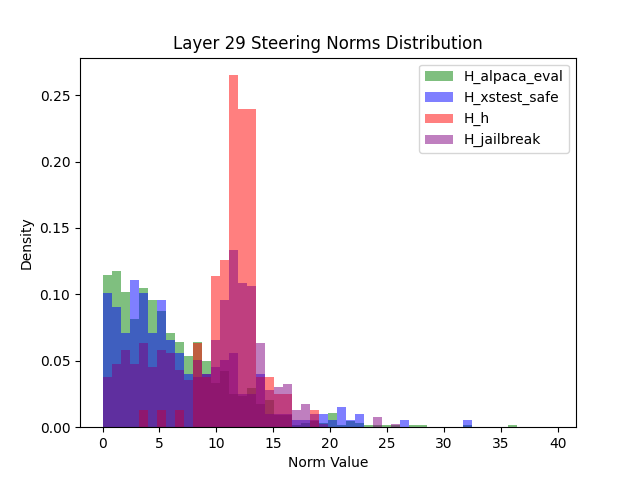 Layer 29 Steering Norms Distribution
H_alpaca_eval
H_xstest_safe
H_h
H_jailbreak
Density
0.25
0.20
0.15
0.10
0.05
0.00
0 5 10 15 20 25 30 35 40
Norm Value